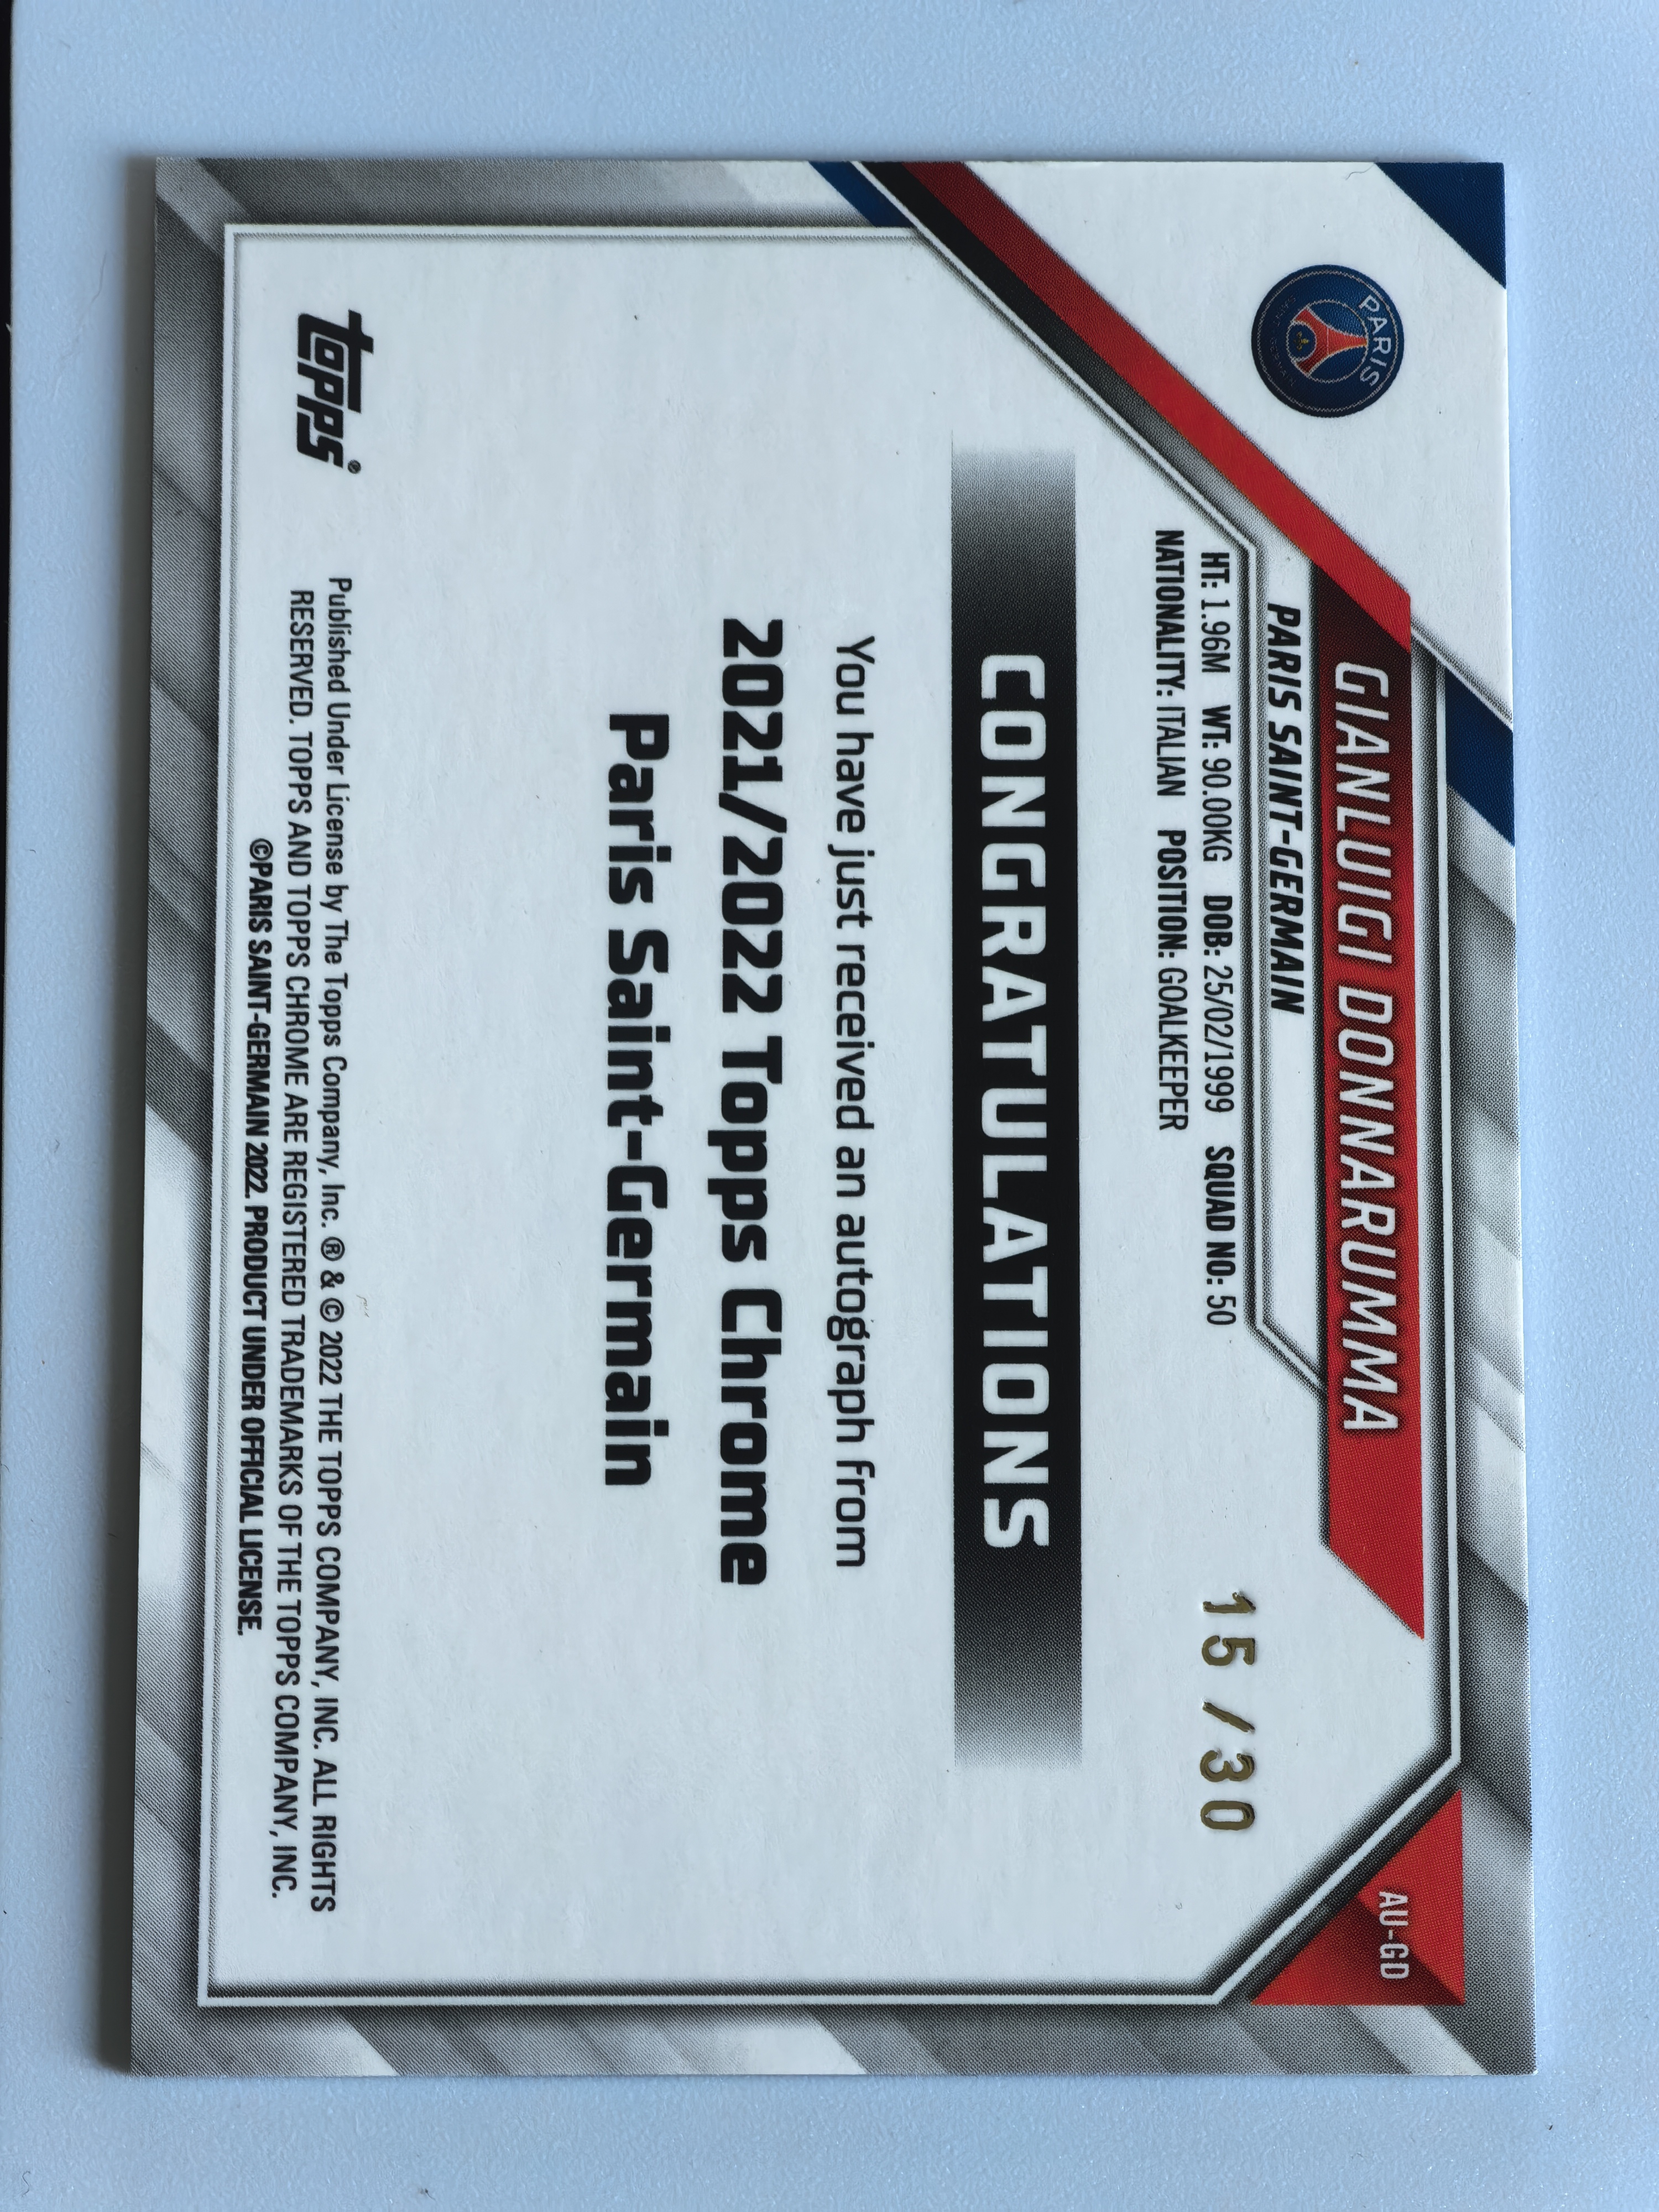 PARIS
GIANLUIGI DONNARUMMA
PARIS SAINT-GERMAIN
HT: 1.96M WT: 90.00KG DOB: 25/02/1999 SQUAD NO: 50
NATIONALITY: ITALIAN POSITION: GOALKEEPER
15/30
AU-GD
CONGRATULATIONS
You have just received an autograph from
2021/2022 Topps Chrome
Paris Saint-Germain
topps®
Published Under License by The Topps Company, Inc. ® & © 2022 THE TOPPS COMPANY, INC. ALL RIGHTS
RESERVED. TOPPS AND TOPPS CHROME ARE REGISTERED TRADEMARKS OF THE TOPPS COMPANY, INC.
©PARIS SAINT-GERMAIN 2022. PRODUCT UNDER OFFICIAL LICENSE.